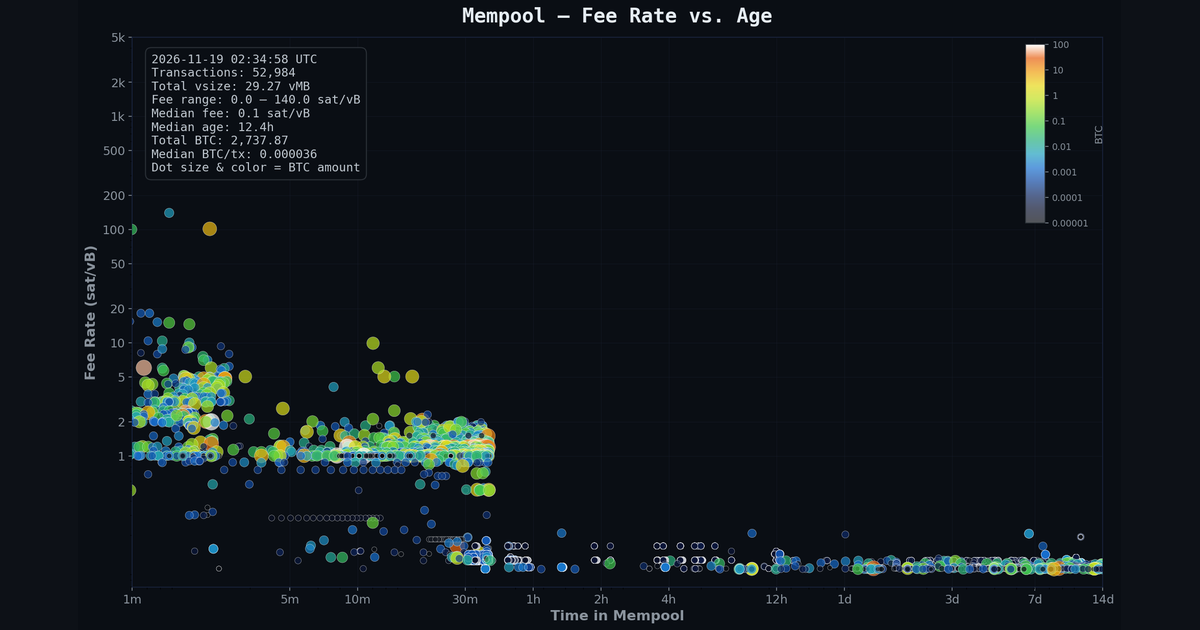 Mempool — Fee Rate vs. Age
2026-11-19 02:34:58 UTC
Transactions: 52,984
Total vsize: 29.27 vMB
Fee range: 0.0 – 140.0 sat/vB
Median fee: 0.1 sat/vB
Median age: 12.4h
Total BTC: 2,737.87
Median BTC/tx: 0.000036
Dot size & color = BTC amount
100
10
1
0.1
0.01
0.001
0.0001
0.00001
BTC
Fee Rate (sat/vB)
5k
2k
1k
500
200
100
50
20
10
5
2
1
1m
5m
10m
30m
1h
2h
4h
12h
1d
3d
7d
14d
Time in Mempool